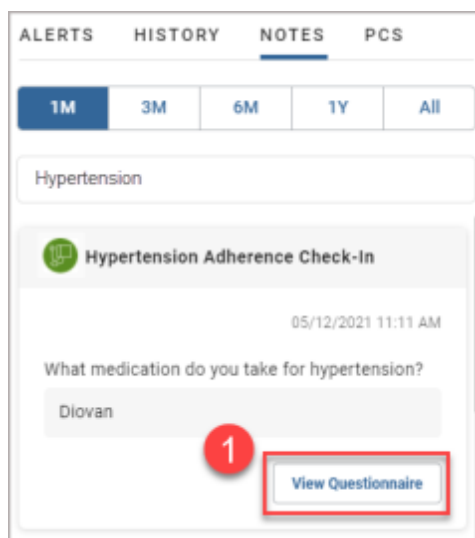 ALERTS HISTORY NOTES PCS
1M 3M 6M 1Y All
Hypertension
Hypertension Adherence Check-In
05/12/2021 11:11 AM
What medication do you take for hypertension?
Diovan
1
View Questionnaire